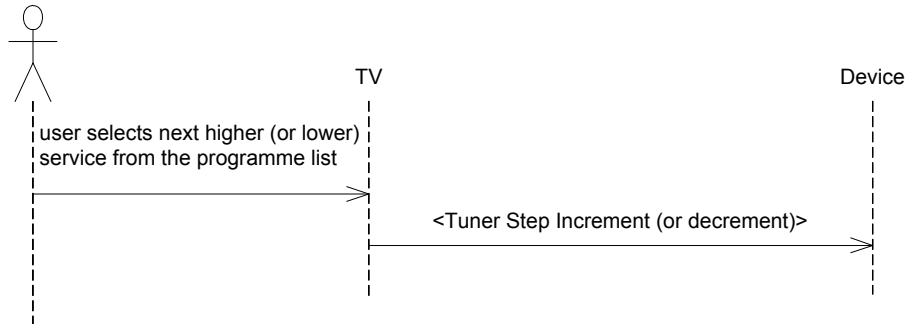 TV
Device
user selects next higher (or lower)
service from the programme list
<Tuner Step Increment (or decrement)>